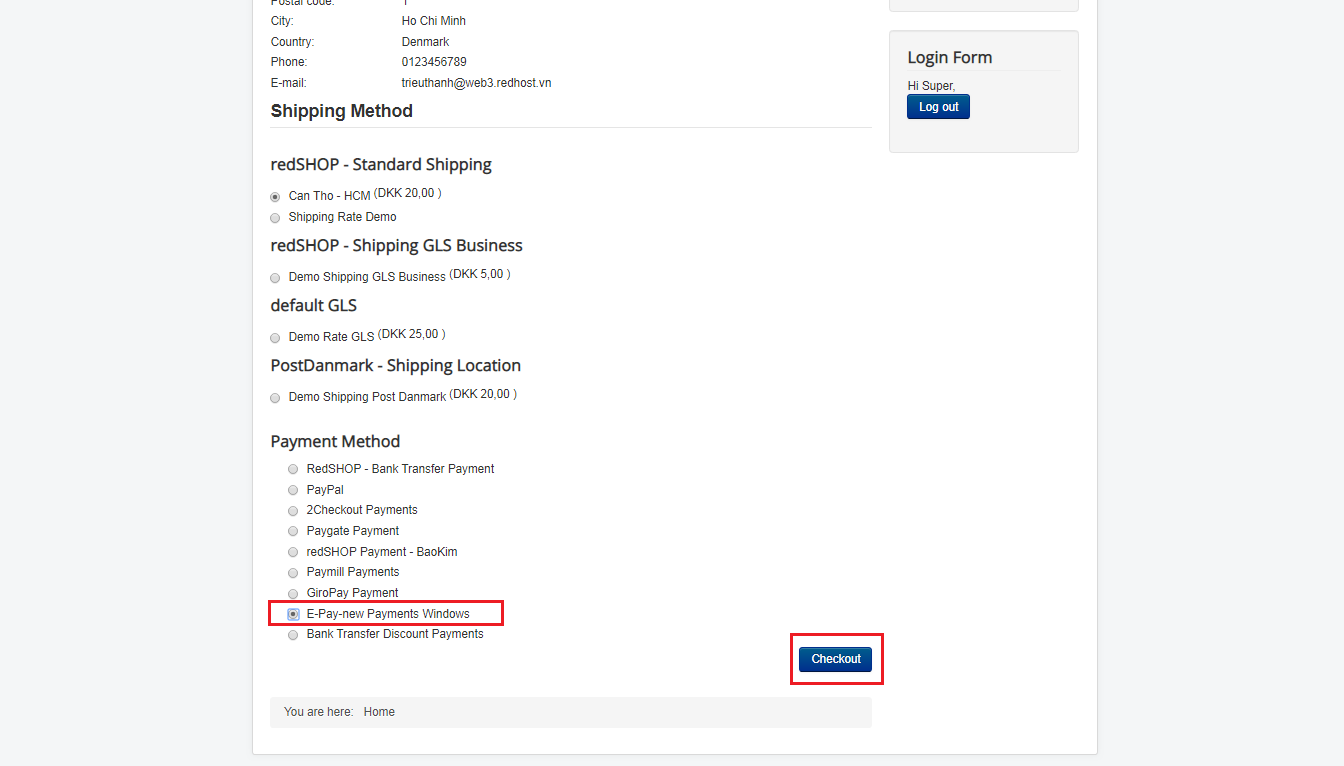 Postal code: 1
City: Ho Chi Minh
Country: Denmark
Phone: 0123456789
E-mail: trieuthanh@web3.redhost.vn
Shipping Method
redSHOP - Standard Shipping
Can Tho - HCM (DKK 20,00 )
Shipping Rate Demo
redSHOP - Shipping GLS Business
Demo Shipping GLS Business (DKK 5,00 )
default GLS
Demo Rate GLS (DKK 25,00 )
PostDanmark - Shipping Location
Demo Shipping Post Danmark (DKK 20,00 )
Payment Method
RedSHOP - Bank Transfer Payment
PayPal
2Checkout Payments
Paygate Payment
redSHOP Payment - BaoKim
Paymill Payments
GiroPay Payment
E-Pay-new Payments Windows
Bank Transfer Discount Payments
Checkout
You are here: Home
Login Form
Hi Super,
Log out